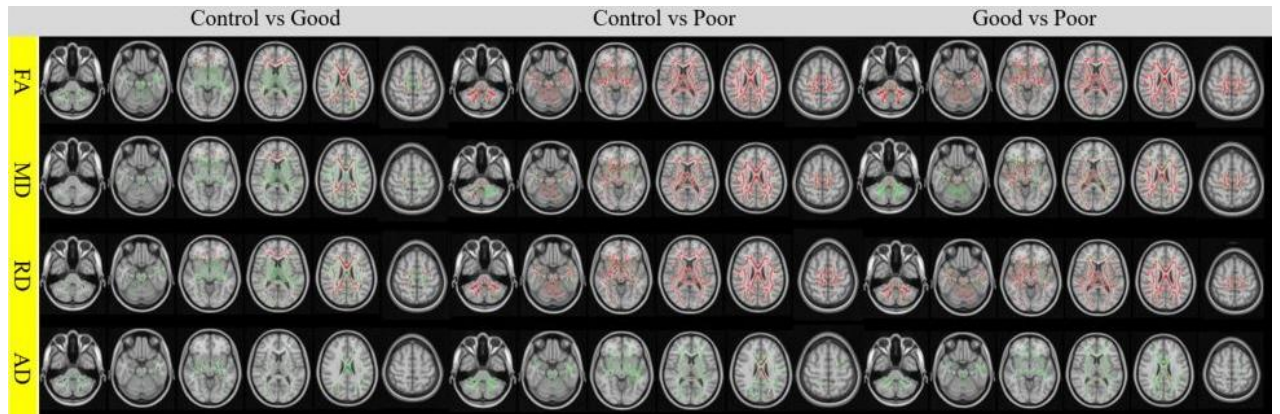 Control vs Good
Control vs Poor
Good vs Poor
FA
MD
RD
AD